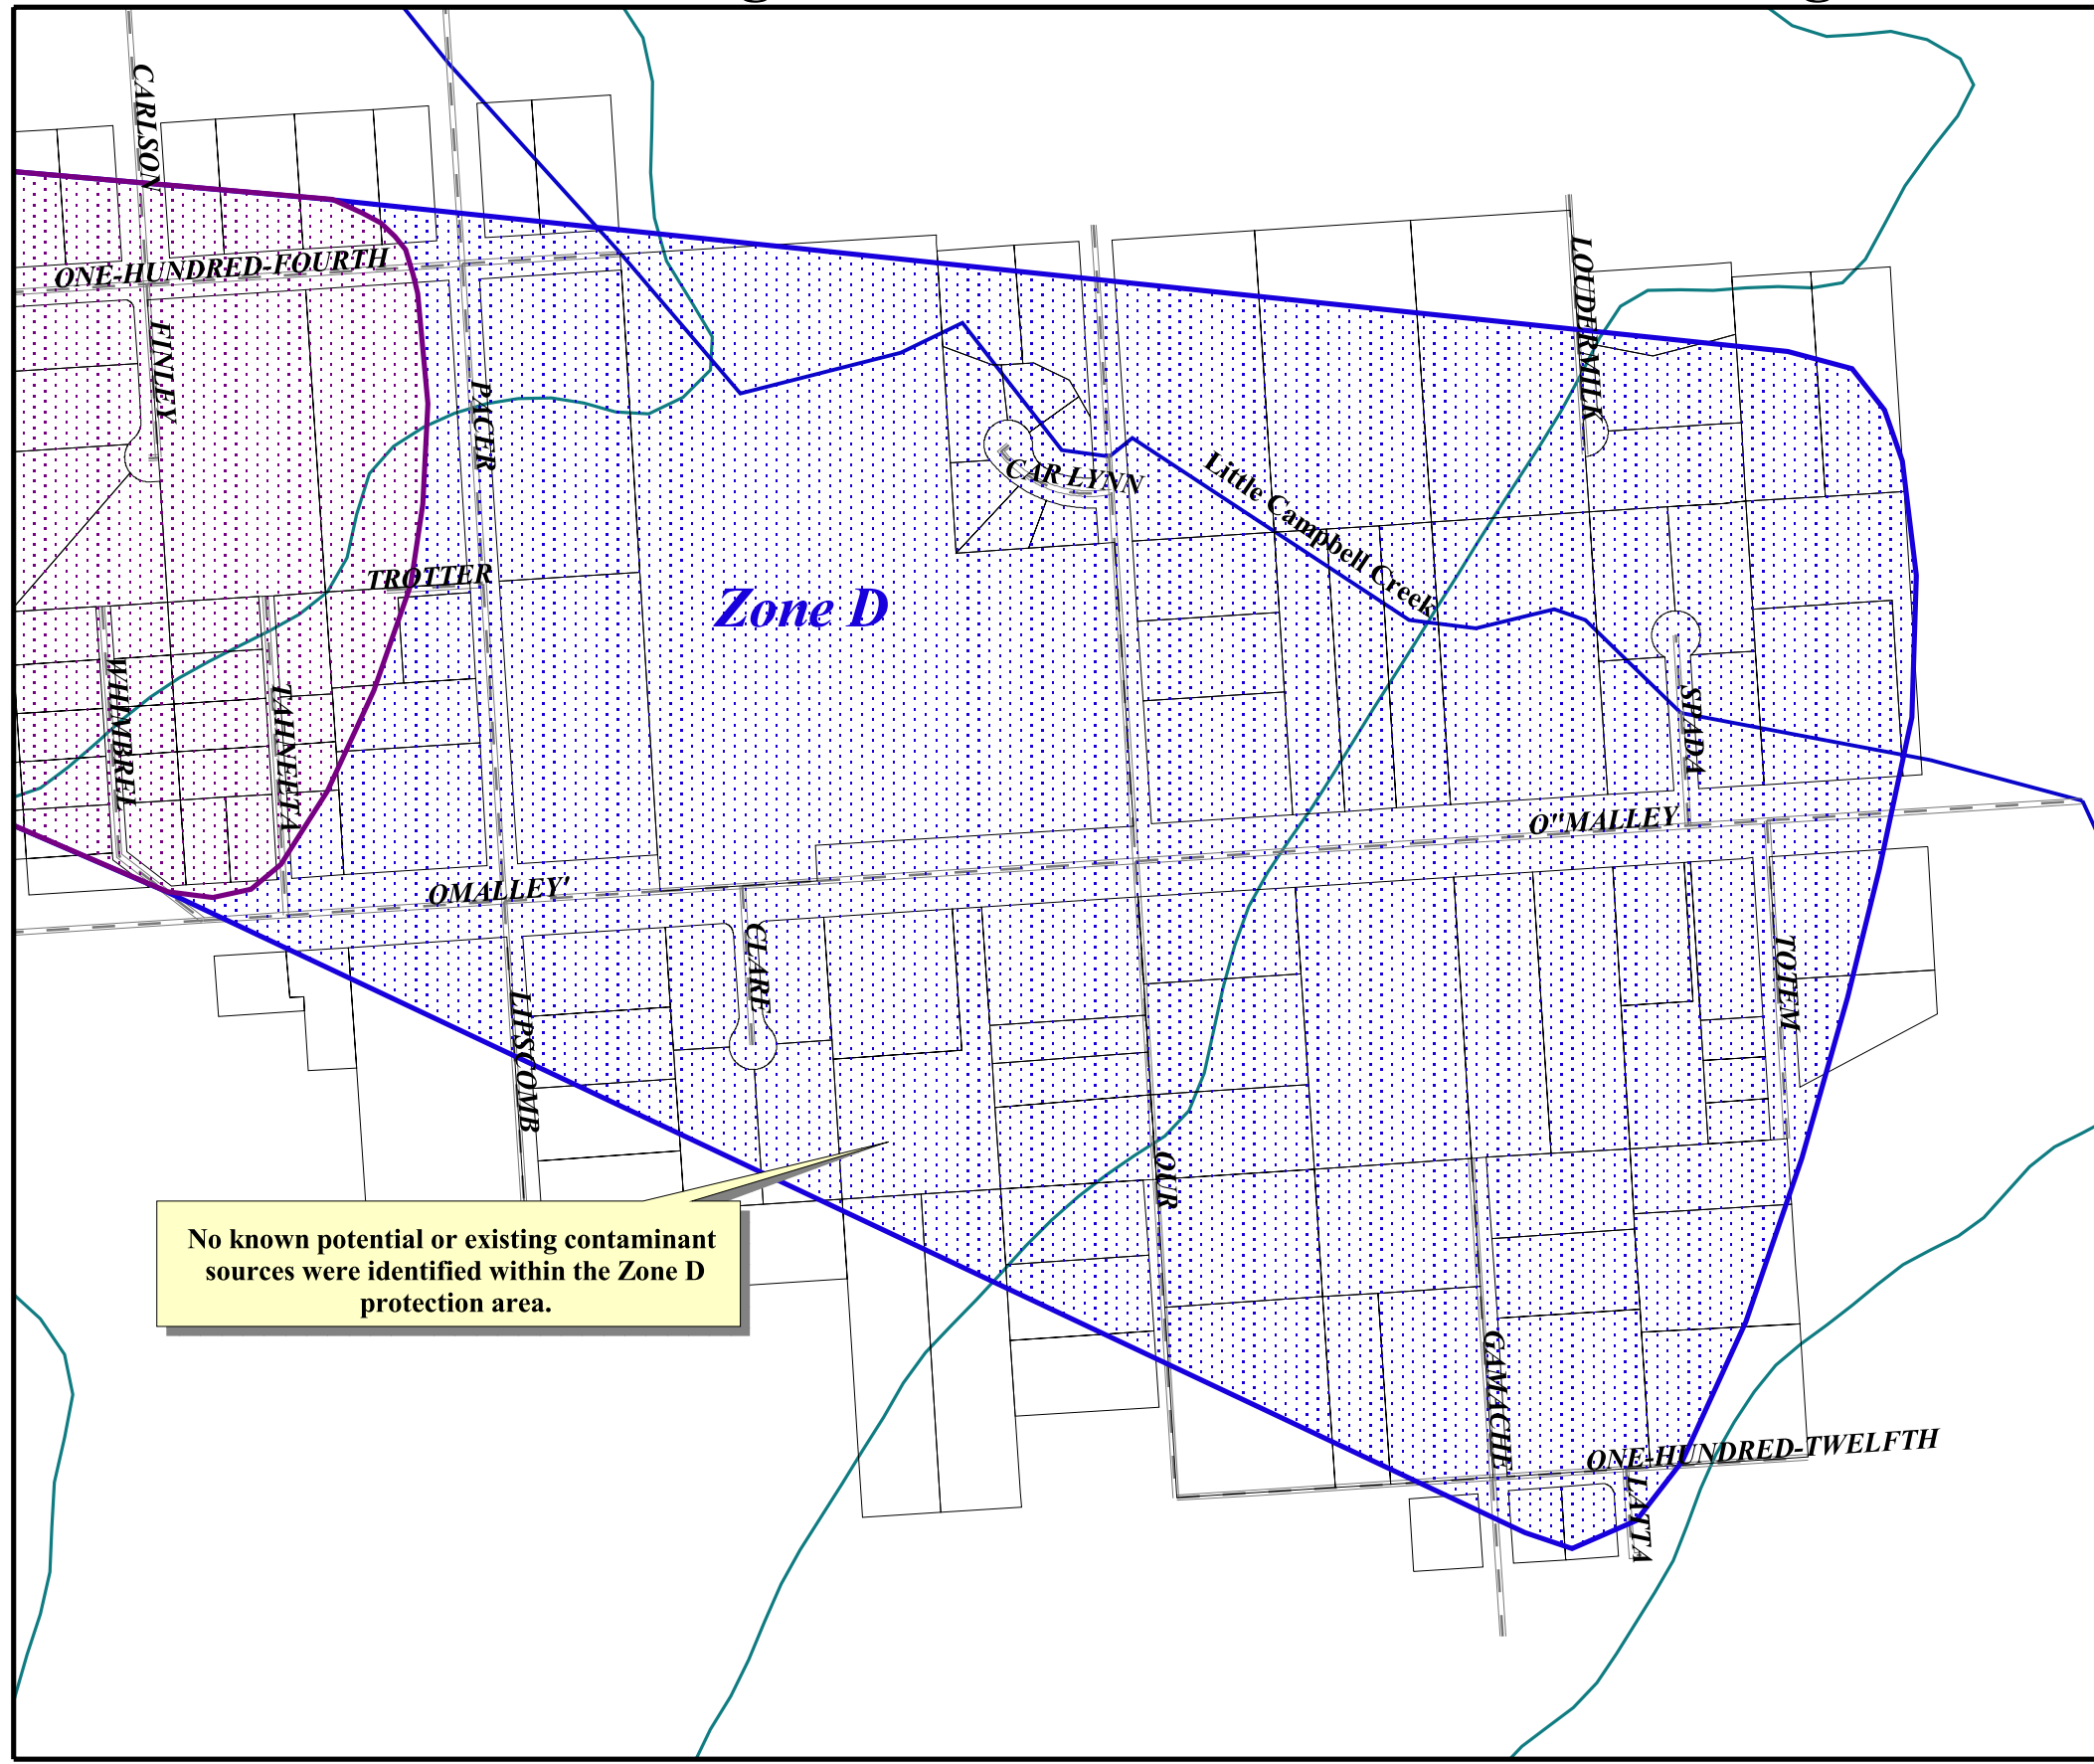 CARLSON
ONE-HUNDRED-FOURTH
LOUDERMILK
FINLEY
PACER
CAR LYNN
Little Campbell Creek
TROTTER
Zone D
WHIMBREL
TAHNEETA
SPADA
O"MALLEY
OMALLEY'
CLARE
TOTEM
LIPSCOMB
OUR
No known potential or existing contaminant
sources were identified within the Zone D
protection area.
GAMACHE
ONE-HUNDRED-TWELFTH
LATTA